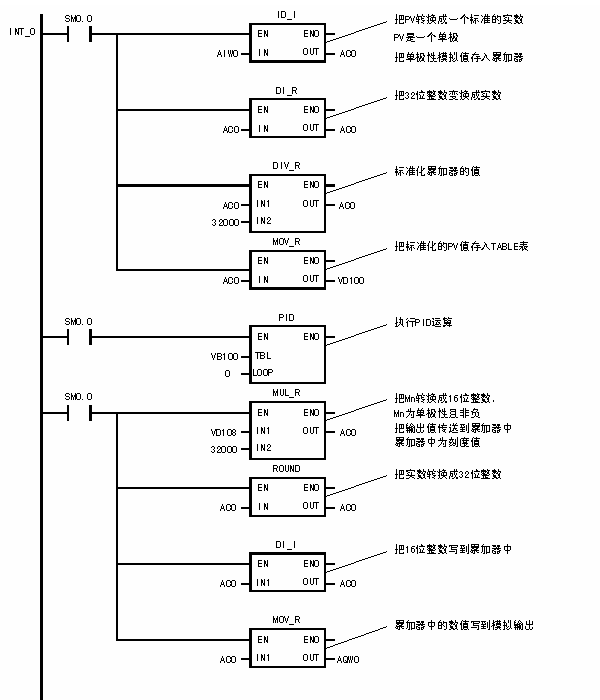 INT_0
SM0.0
ID_I
EN ENO
AIW0 IN OUT AC0
把PV转换成一个标准的实数
PV是一个单极
把单极性模拟值存入累加器
DI_R
EN ENO
AC0 IN OUT AC0
把32位整数变换成实数
DIV_R
EN ENO
AC0 IN1 OUT AC0
32000 IN2
标准化累加器的值
MOV_R
EN ENO
AC0 IN OUT VD100
把标准化的PV值存入TABLE表
SM0.0
PID
EN ENO
VB100 TBL
0 LOOP
执行PID运算
SM0.0
MUL_R
EN ENO
VD108 IN1 OUT AC0
32000 IN2
把Mn转换成16位整数.
Mn为单极性且非负
把输出值传送到累加器中
累加器中为刻度值
ROUND
EN ENO
AC0 IN OUT AC0
把实数转换成32位整数
DI_I
EN ENO
AC0 IN1 OUT AC0
把16位整数写到累加器中
MOV_R
EN ENO
AC0 IN1 OUT AQW0
累加器中的数值写到模拟输出